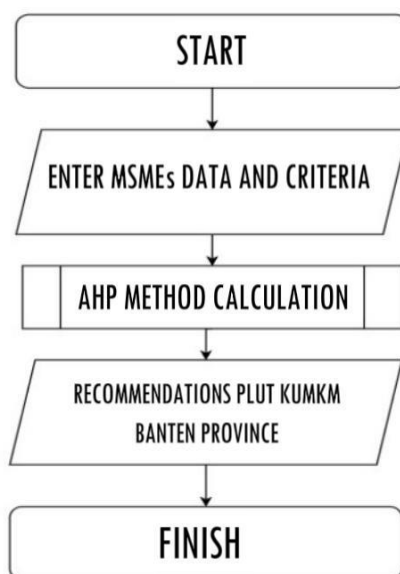 START
ENTER MSMEs DATA AND CRITERIA
AHP METHOD CALCULATION
RECOMMENDATIONS PLUT KUMKM
BANTEN PROVINCE
FINISH